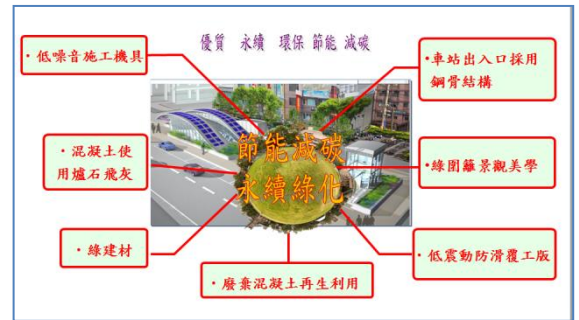 優質 永續 環保 節能 減碳
・低噪音施工機具
・車站出入口採用
鋼骨結構
節能減碳
永續綠化
・混凝土使
用爐石飛灰
・綠圍籬景觀美學
・綠建材
・低震動防滑覆工版
・廢棄混凝土再生利用